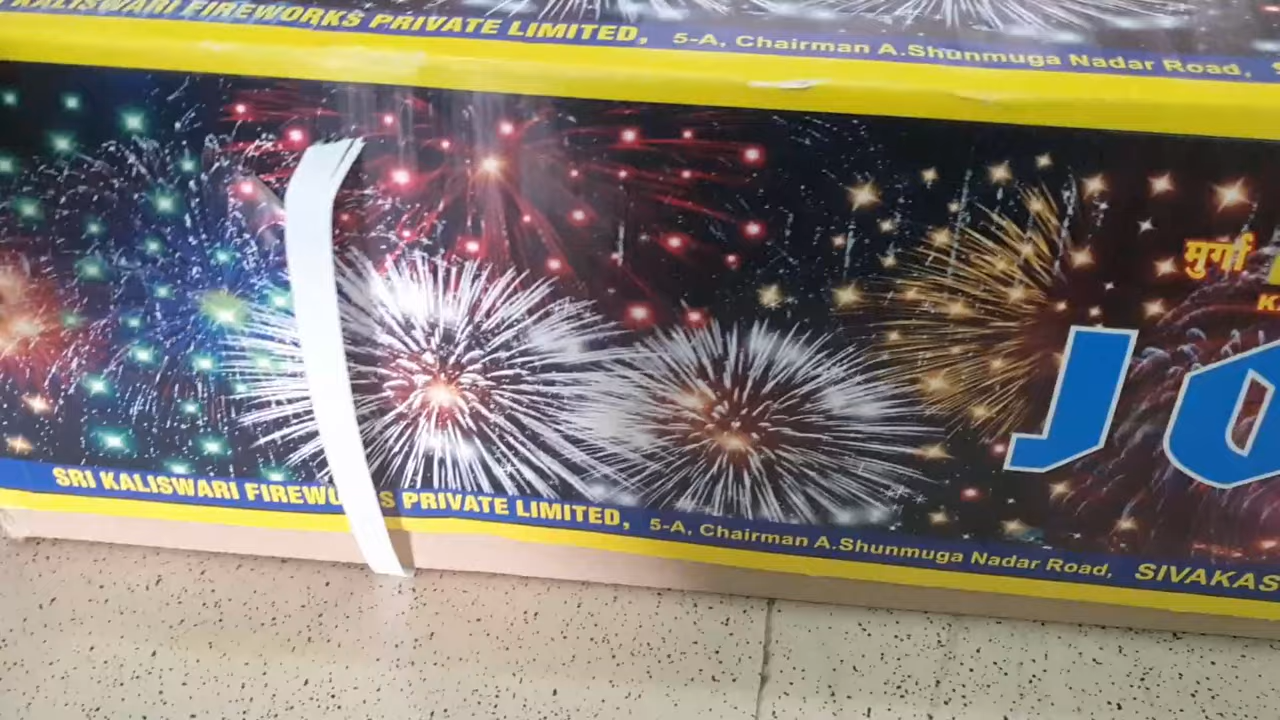 KALISWARI FIREWORKS PRIVATE LIMITED, 5-A, Chairman A.Shunmuga Nadar Road,
मुर्गा
K
JO
SRI KALISWARI FIREWORKS PRIVATE LIMITED, 5-A, Chairman A.Shunmuga Nadar Road, SIVAKAS